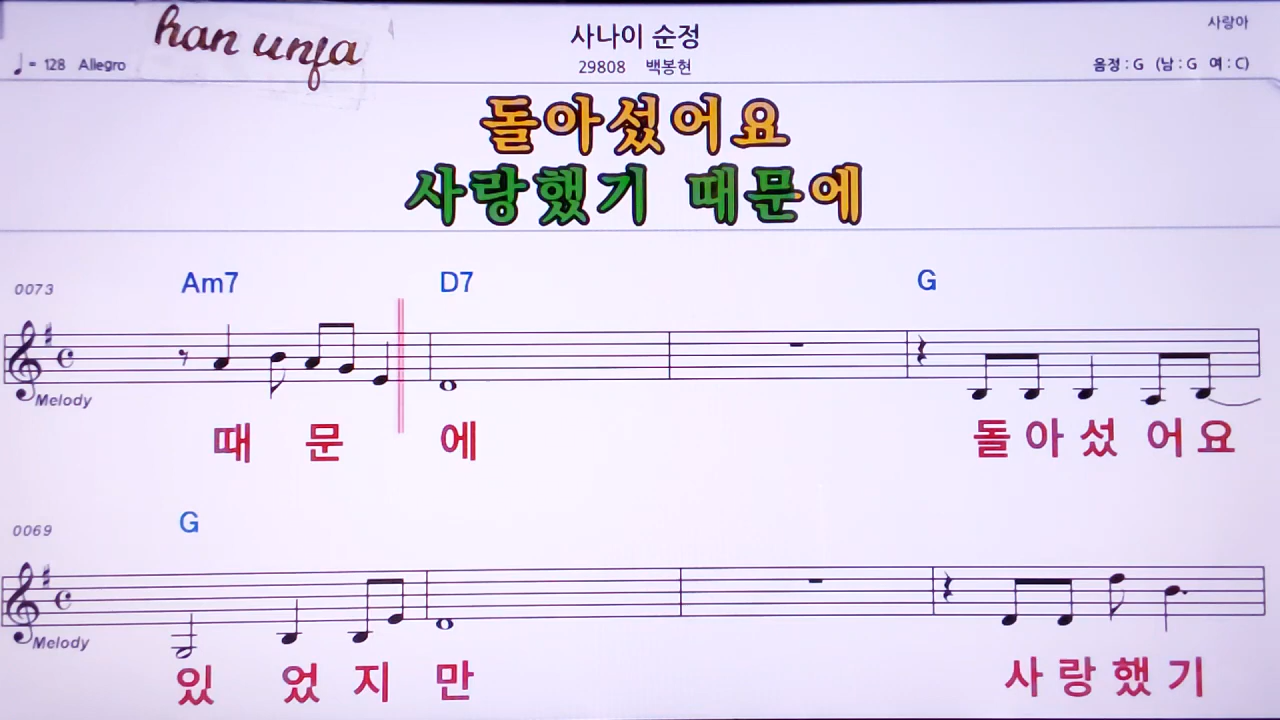 han unfa
사나이 순정
사랑아
♩= 128 Allegro
29808 백봉현
음정 : G (남 : G 여 : C)
돌아섰어요
사랑했기 때문에
0073
Am7 D7 G
Melody
때 문 에 돌 아 섰 어 요
0069
G
Melody
있 었 지 만 사 랑 했 기